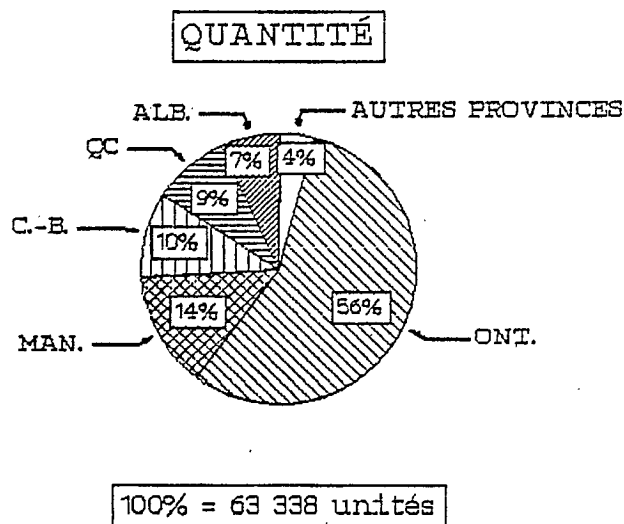 QUANTITÉ
ALB.
AUTRES PROVINCES
QC
7%
4%
9%
C.-B.
10%
56%
14%
MAN.
ONT.
100% = 63 338 unités